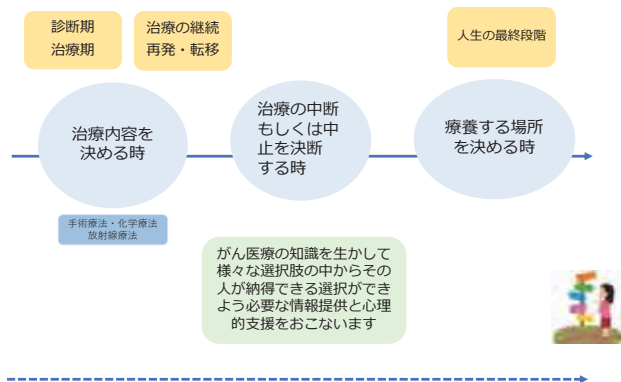 診断期
治療期
治療の継続
再発・転移
人生の最終段階
治療内容を
決める時
治療の中断
もしくは中
止を決断
する時
療養する場所
を決める時
手術療法・化学療法
放射線療法
がん医療の知識を生かして
様々な選択肢の中からその
人が納得できる選択ができ
よう必要な情報提供と心理
的支援をおこないます